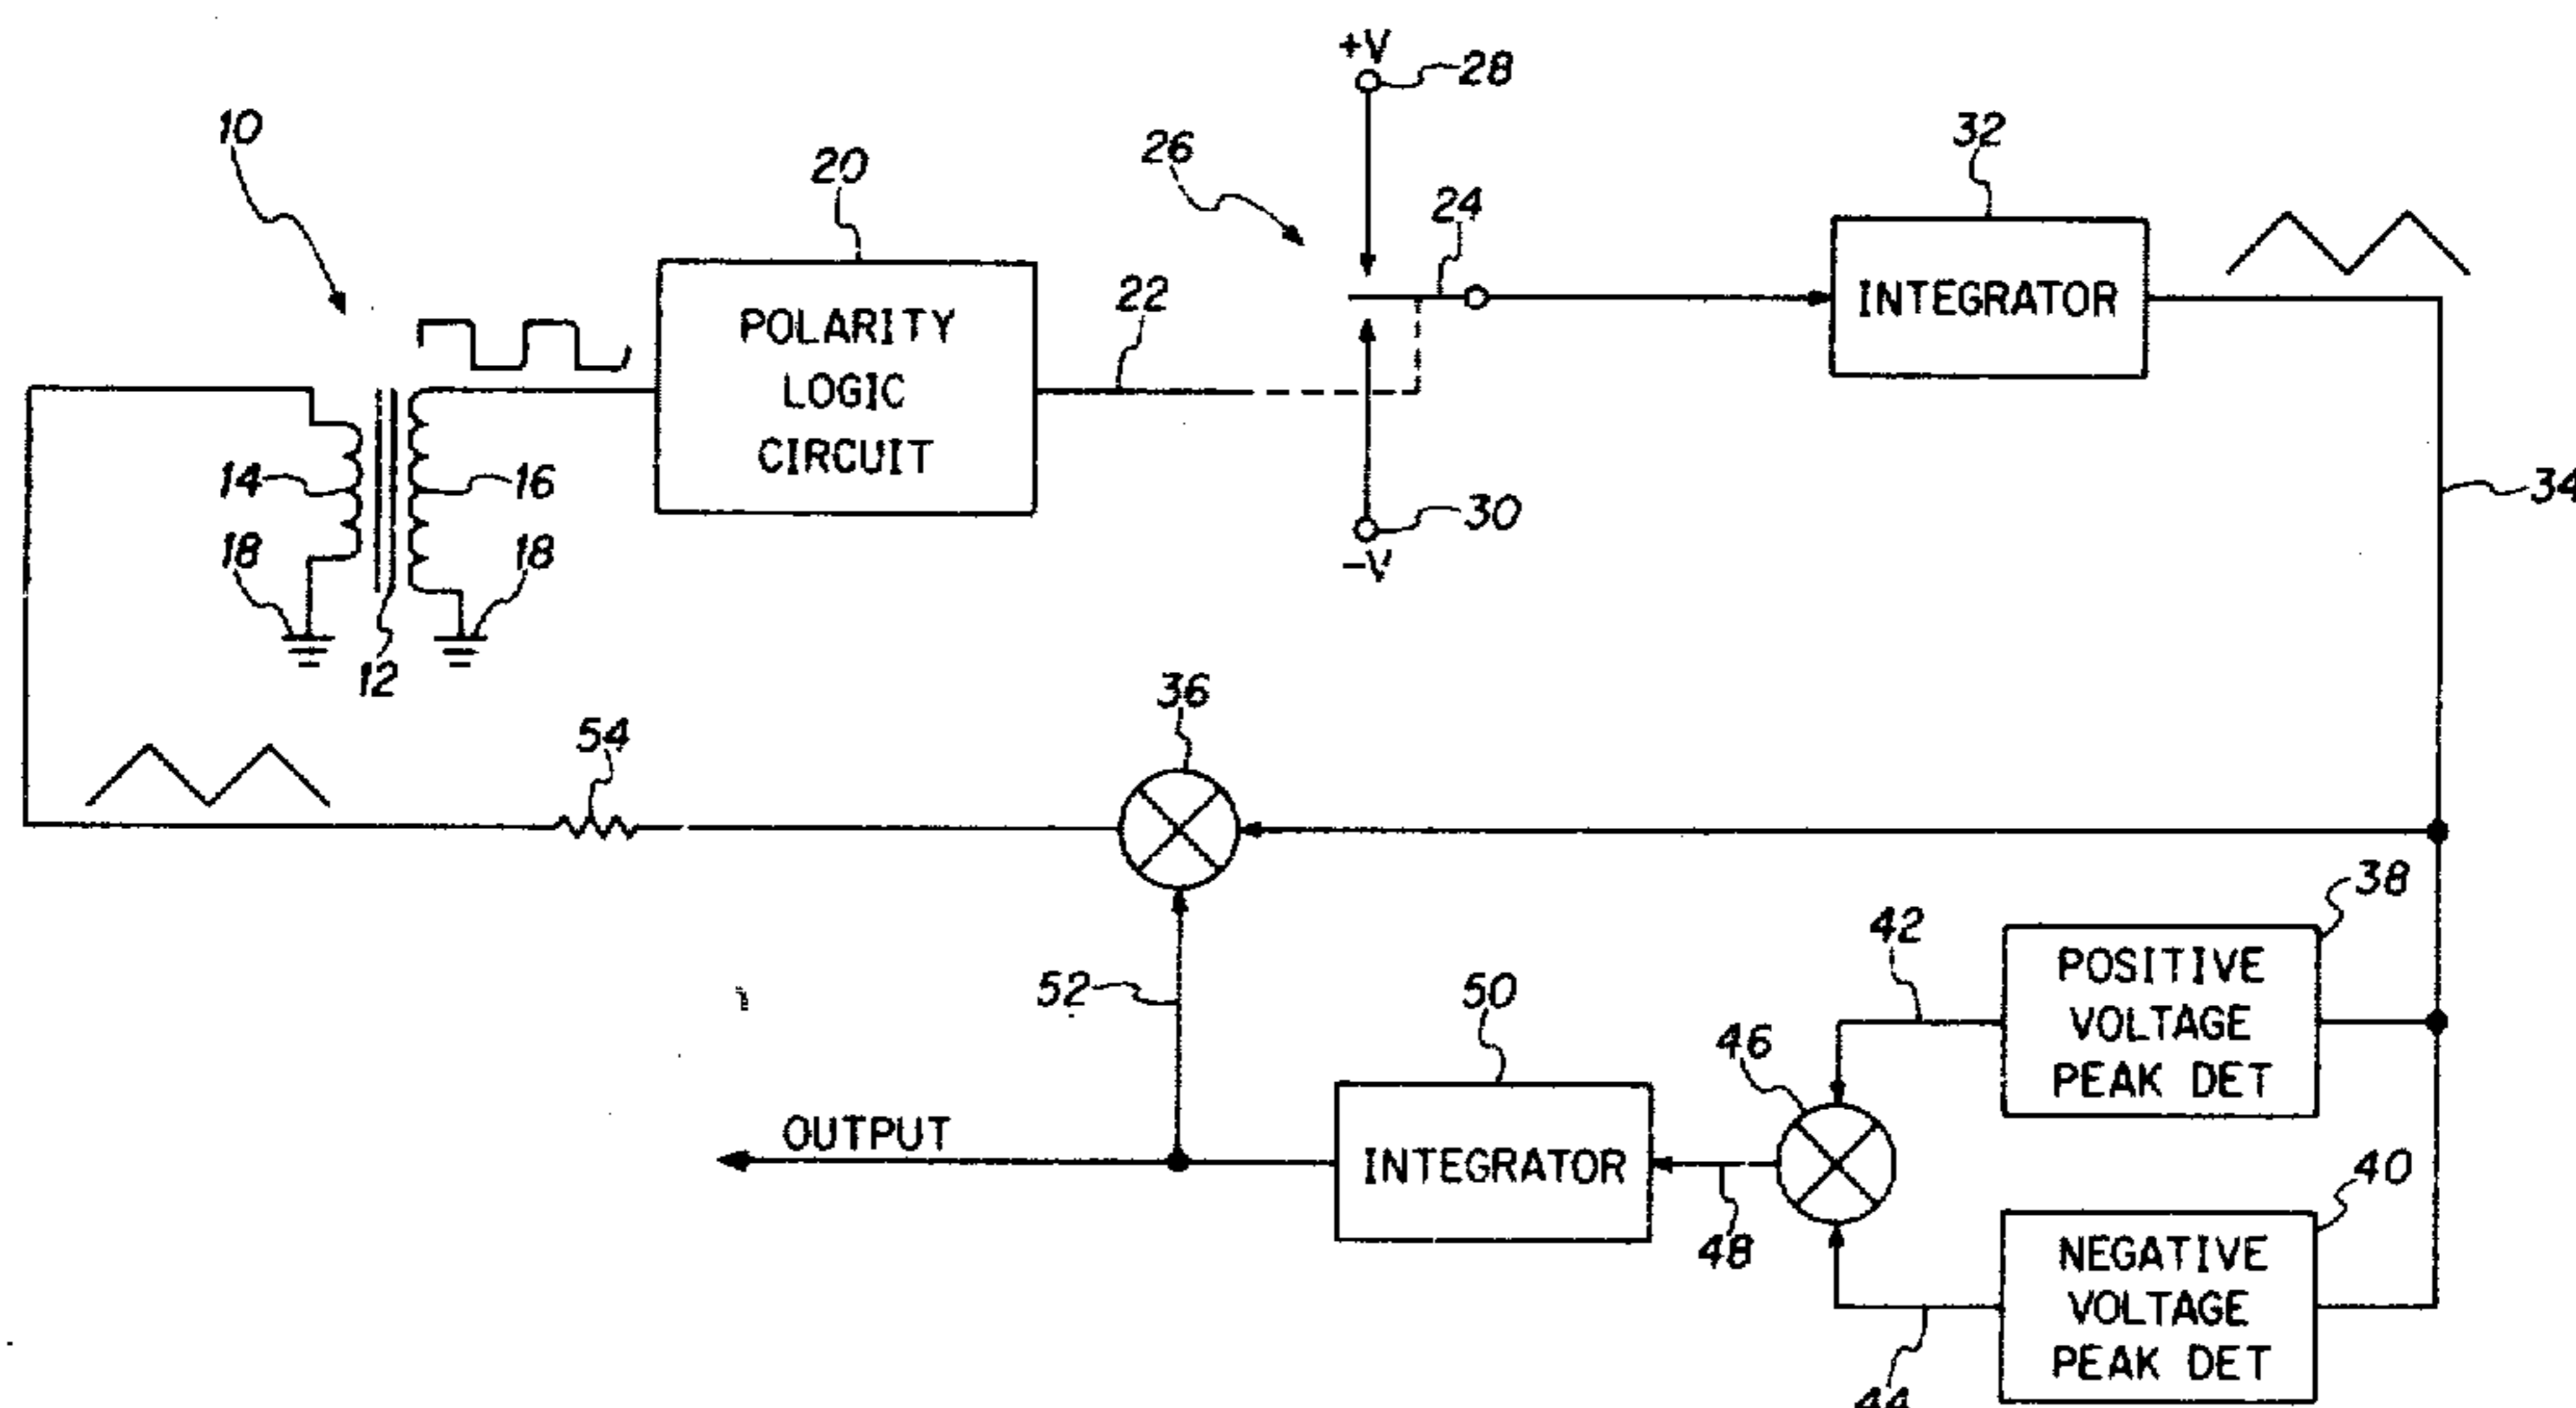 +V
28
10
26
32
20
24
22
POLARITY
LOGIC
CIRCUIT
INTEGRATOR
14
16
34
30
-V
18
18
12
36
54
38
42
POSITIVE
VOLTAGE
PEAK DET
52
50
46
OUTPUT
INTEGRATOR
40
48
NEGATIVE
VOLTAGE
PEAK DET
44